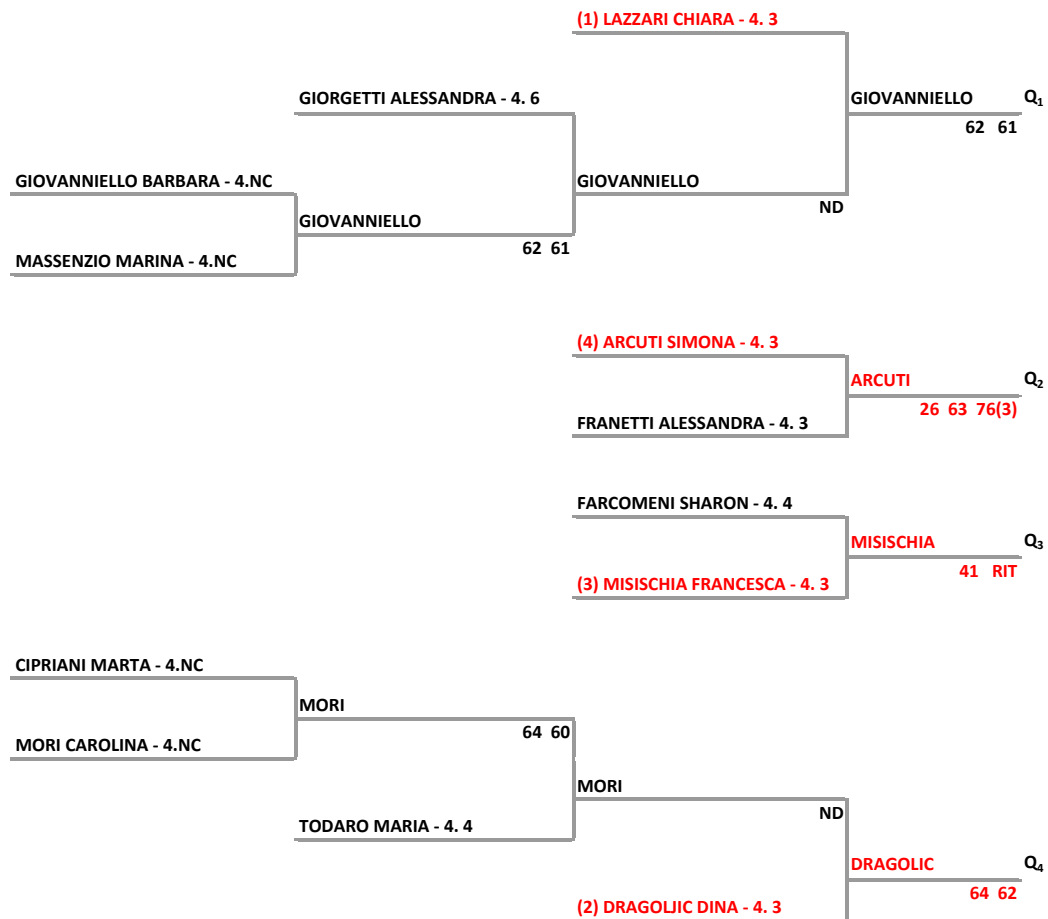 (1) LAZZARI CHIARA - 4. 3
GIORGETTI ALESSANDRA - 4. 6
GIOVANNIELLO Q₁
62 61
GIOVANNIELLO BARBARA - 4.NC
GIOVANNIELLO
ND
GIOVANNIELLO
62 61
MASSENZIO MARINA - 4.NC
(4) ARCUTI SIMONA - 4. 3
ARCUTI Q₂
26 63 76(3)
FRANETTI ALESSANDRA - 4. 3
FARCOMENI SHARON - 4. 4
MISISCHIA Q₃
41 RIT
(3) MISISCHIA FRANCESCA - 4. 3
CIPRIANI MARTA - 4.NC
MORI
64 60
MORI CAROLINA - 4.NC
MORI
ND
TODARO MARIA - 4. 4
DRAGOLIC Q₄
64 62
(2) DRAGOLJIC DINA - 4. 3